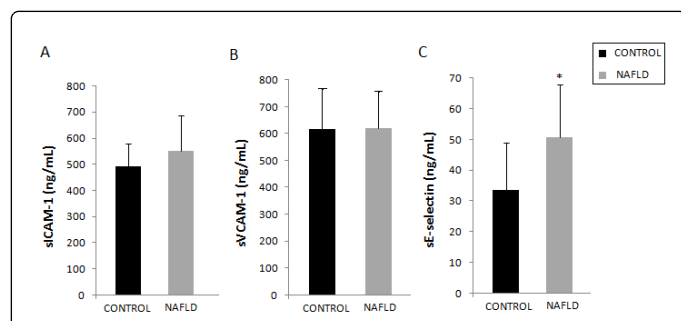 A
B
C
CONTROL
NAFLD
sICAM-1 (ng/mL)
800
700
600
500
400
300
200
100
0
CONTROL
NAFLD
sVCAM-1 (ng/mL)
800
700
600
500
400
300
200
100
0
CONTROL
NAFLD
sE-selectin (ng/mL)
70
60
50
40
30
20
10
0
*
CONTROL
NAFLD